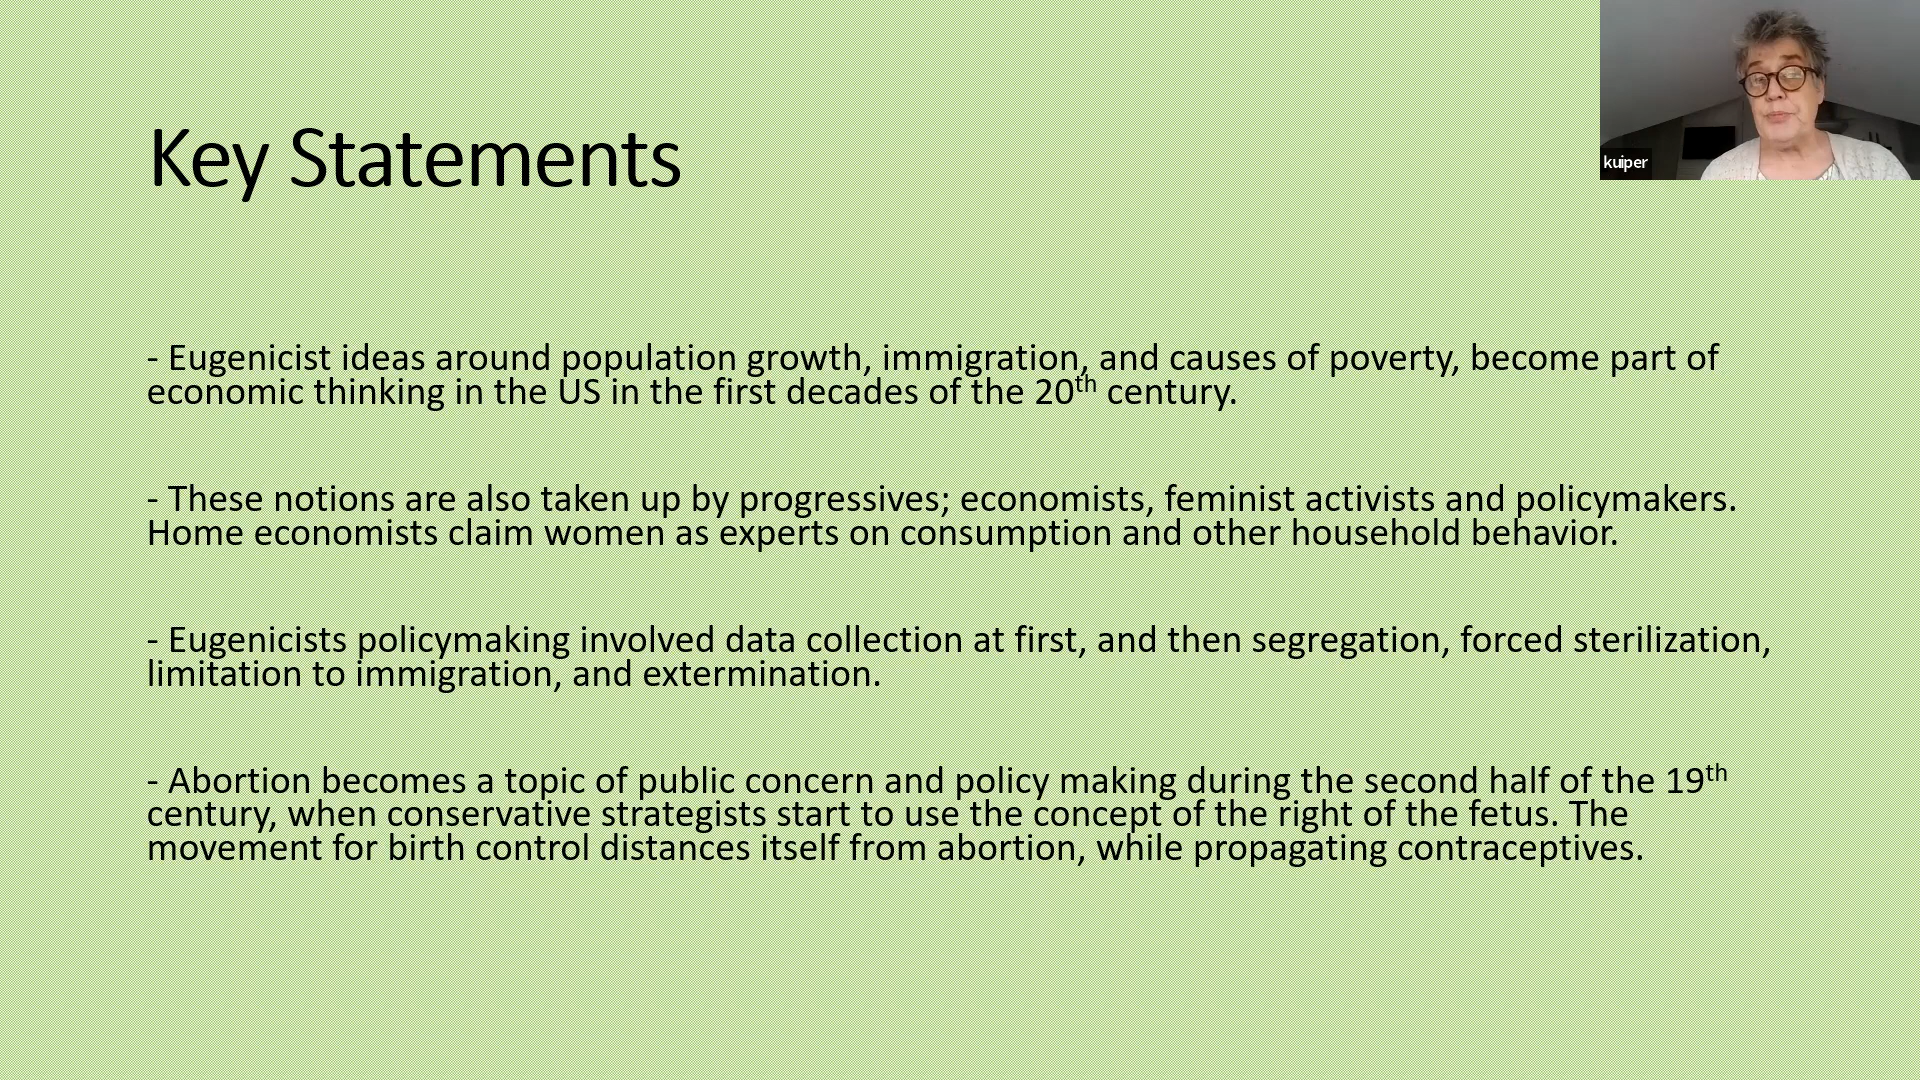 Key Statements
kuiper
- Eugenicist ideas around population growth, immigration, and causes of poverty, become part of
economic thinking in the US in the first decades of the 20th century.
- These notions are also taken up by progressives; economists, feminist activists and policymakers.
Home economists claim women as experts on consumption and other household behavior.
- Eugenicists policymaking involved data collection at first, and then segregation, forced sterilization,
limitation to immigration, and extermination.
- Abortion becomes a topic of public concern and policy making during the second half of the 19th
century, when conservative strategists start to use the concept of the right of the fetus. The
movement for birth control distances itself from abortion, while propagating contraceptives.